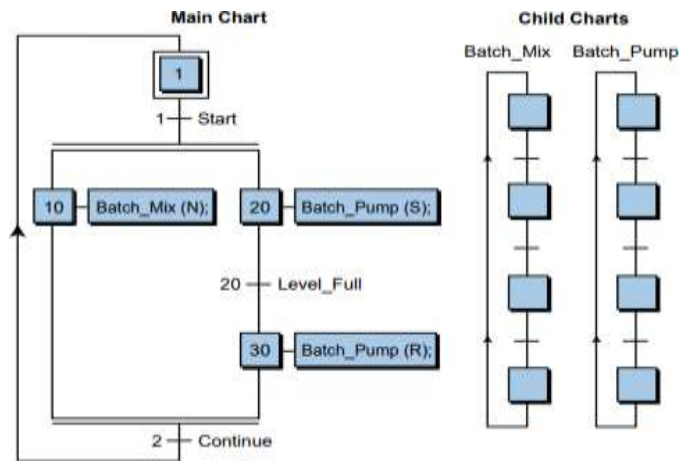 Main Chart
Child Charts
Batch_Mix
Batch_Pump
1
1 Start
10 Batch_Mix (N);
20 Batch_Pump (S);
20 Level_Full
30 Batch_Pump (R);
2 Continue